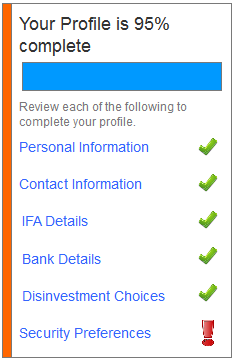 Your Profile is 95%
complete
Review each of the following to
complete your profile.
Personal Information
Contact Information
IFA Details
Bank Details
Disinvestment Choices
Security Preferences